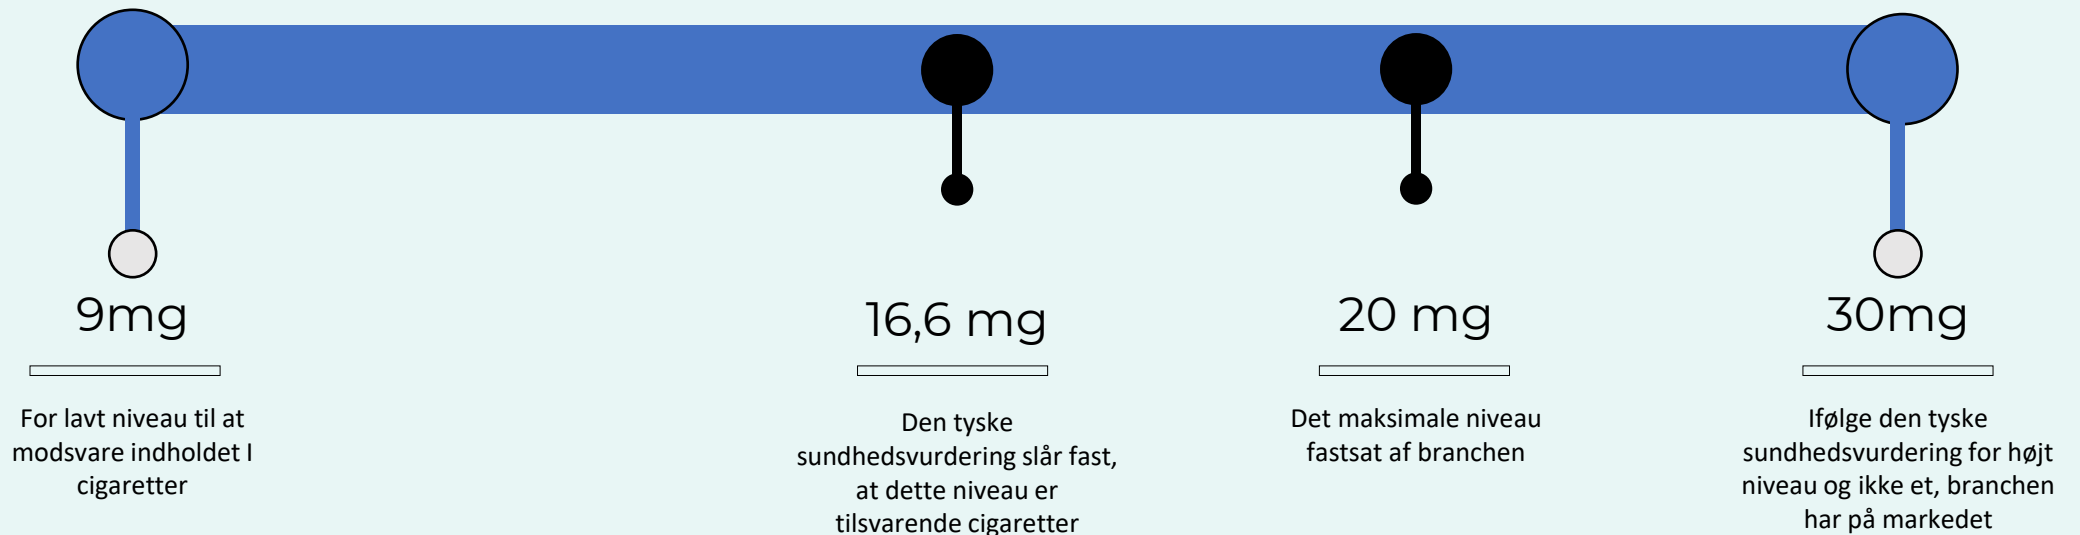 9mg
For lavt niveau til at
modsvare indholdet I
cigaretter
16,6 mg
Den tyske
sundhedsvurdering slår fast,
at dette niveau er
tilsvarende cigaretter
20 mg
Det maksimale niveau
fastsat af branchen
30mg
Ifølge den tyske
sundhedsvurdering for højt
niveau og ikke et, branchen
har på markedet